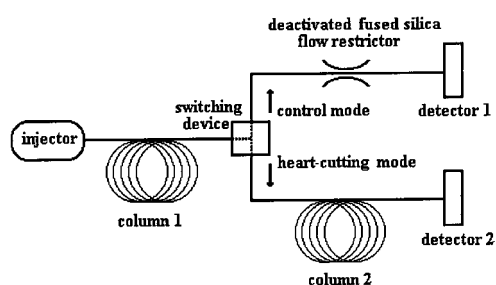 deactivated fused silica
flow restrictor
switching
device
control mode
detector 1
injector
heart-cutting mode
column 1
detector 2
column 2